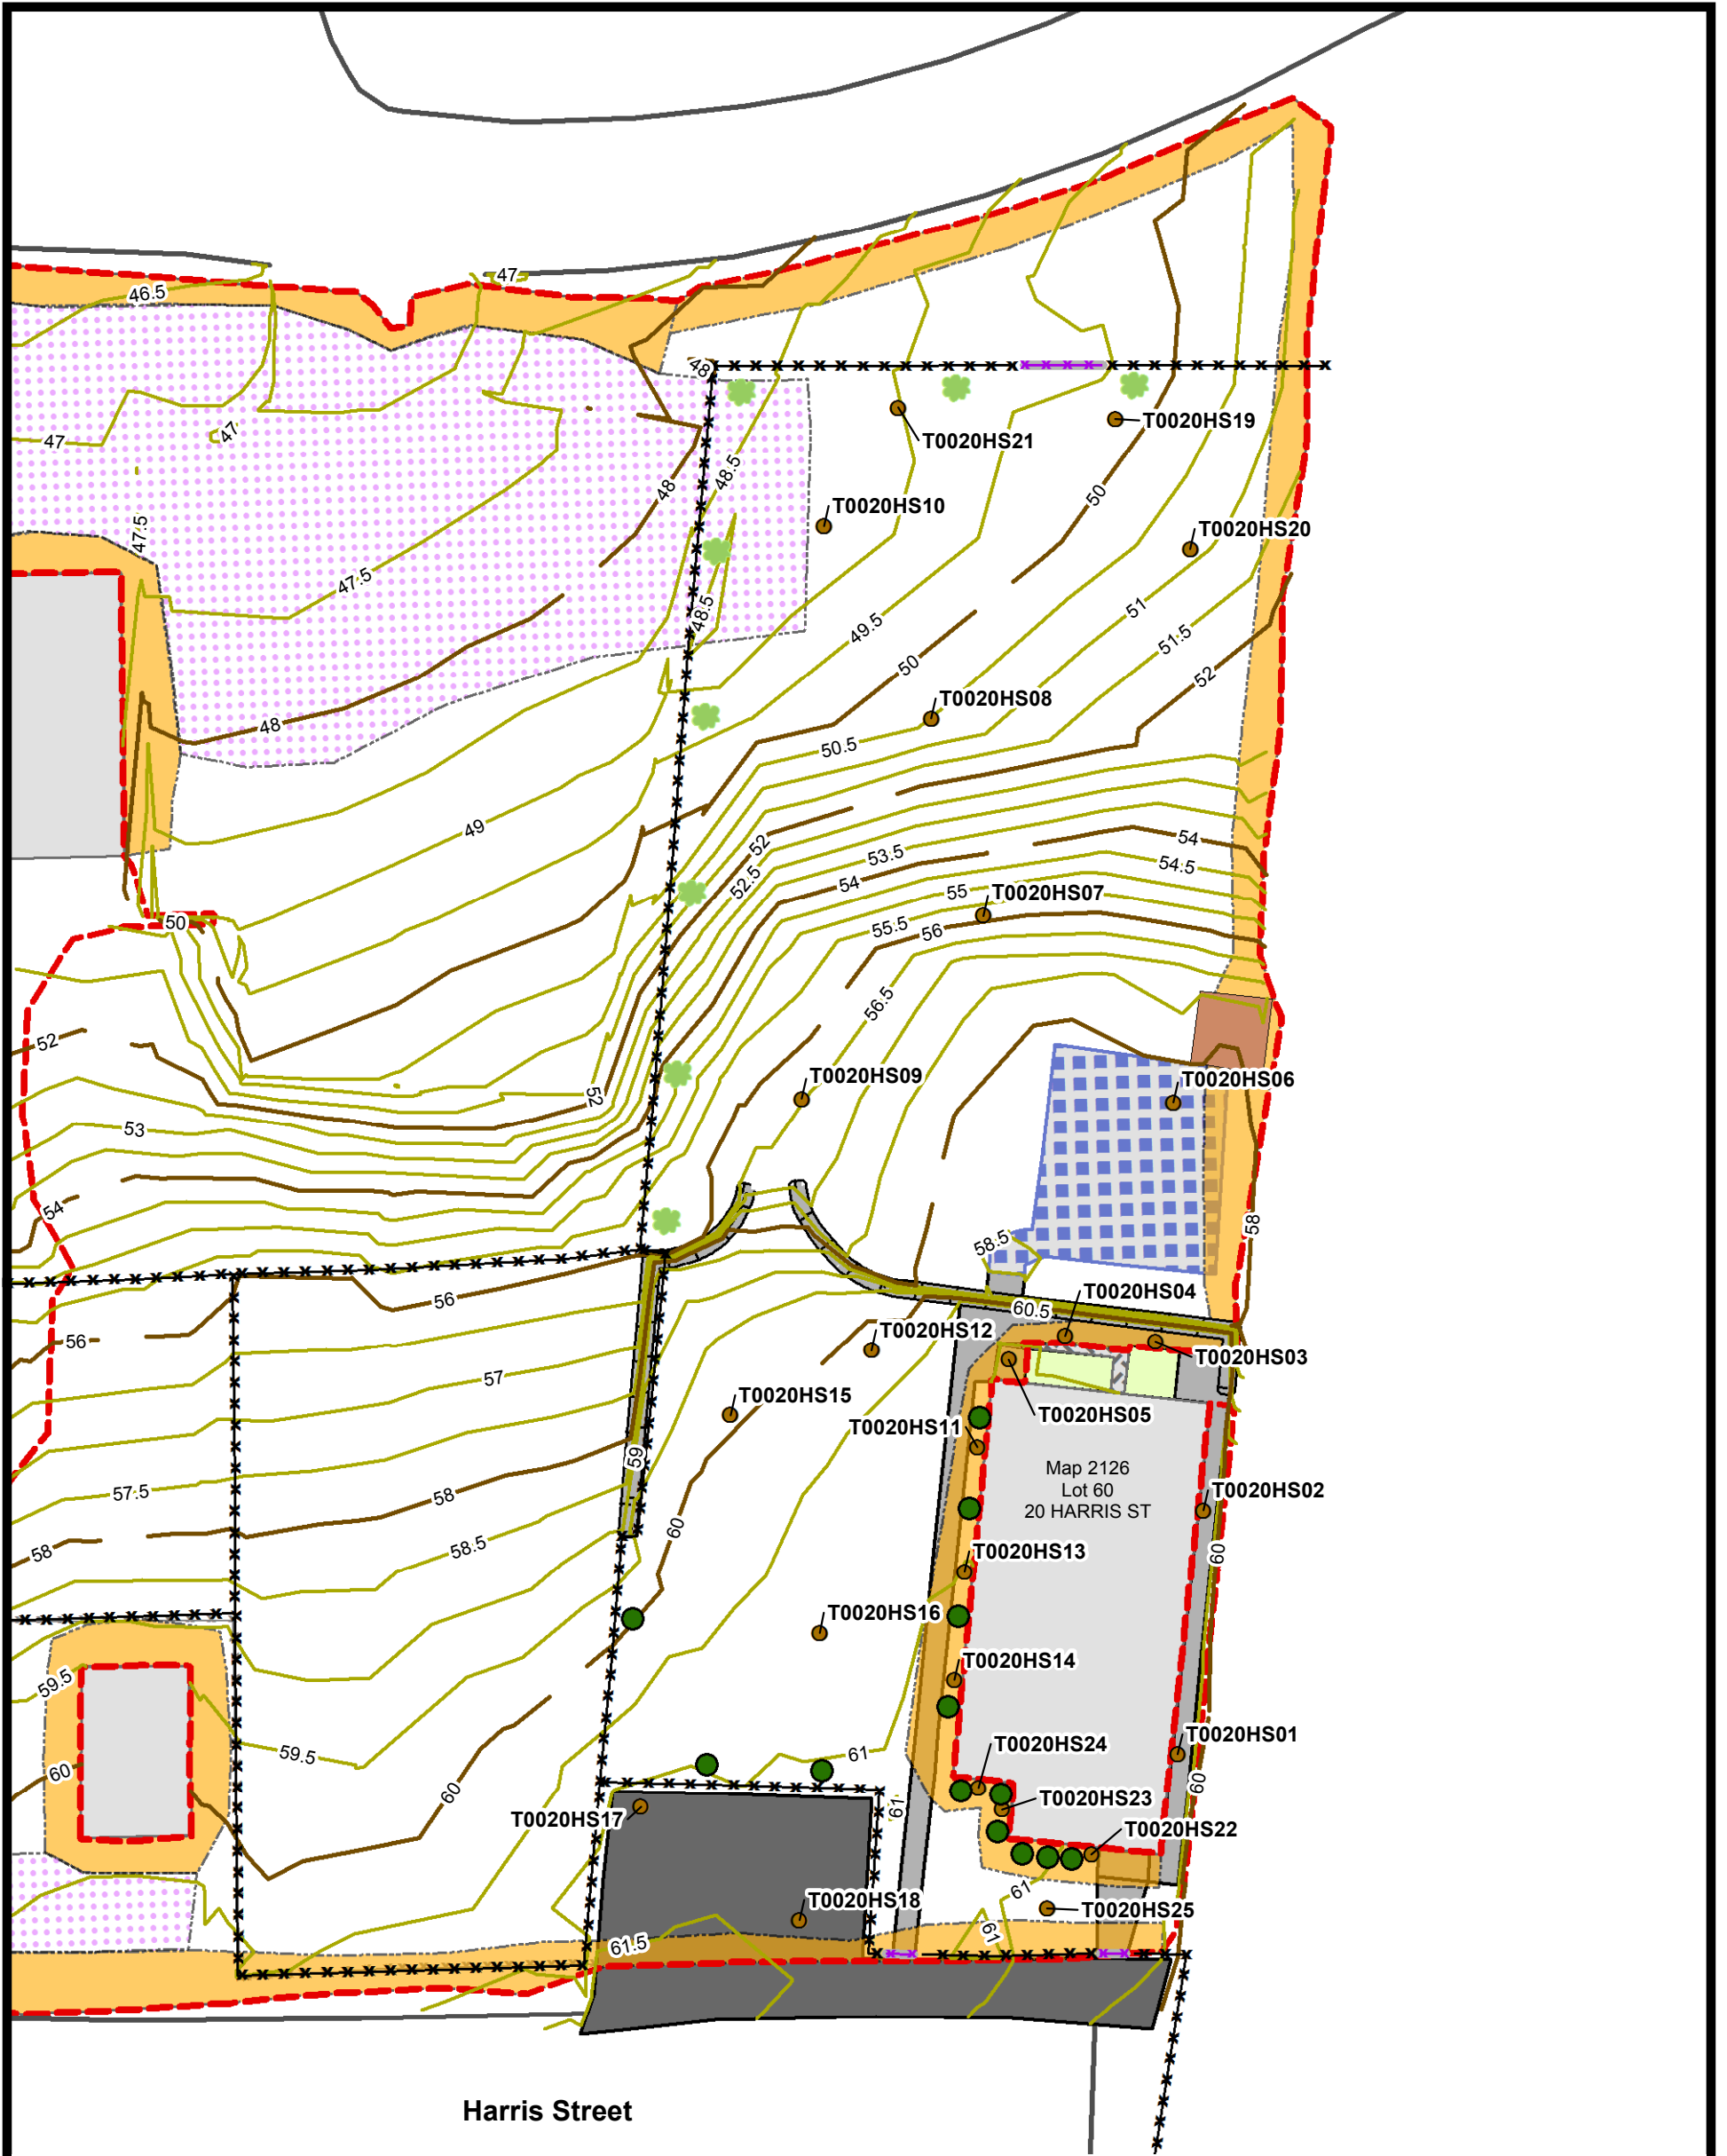 47
46.5
48
T0020HS19
T0020HS21
47
47
48.5
48
50
T0020HS10
T0020HS20
47.5
47.5
48.5
51
49.5
51.5
50
52
T0020HS08
48
50.5
49
52
54
53.5
54.5
52.5
54
55
T0020HS07
50
55.5
56
56.5
52
T0020HS09
T0020HS06
52
53
54
58
58.5
T0020HS04
56
60.5
56
T0020HS12
T0020HS03
57
T0020HS15
T0020HS05
T0020HS11
59
Map 2126
Lot 60
20 HARRIS ST
57.5
58
T0020HS02
60
58.5
58
60
T0020HS13
T0020HS16
T0020HS14
59.5
T0020HS01
T0020HS24
59.5
61
60
60
60
T0020HS23
61
T0020HS17
T0020HS22
61
T0020HS18
T0020HS25
61
61.5
Harris Street